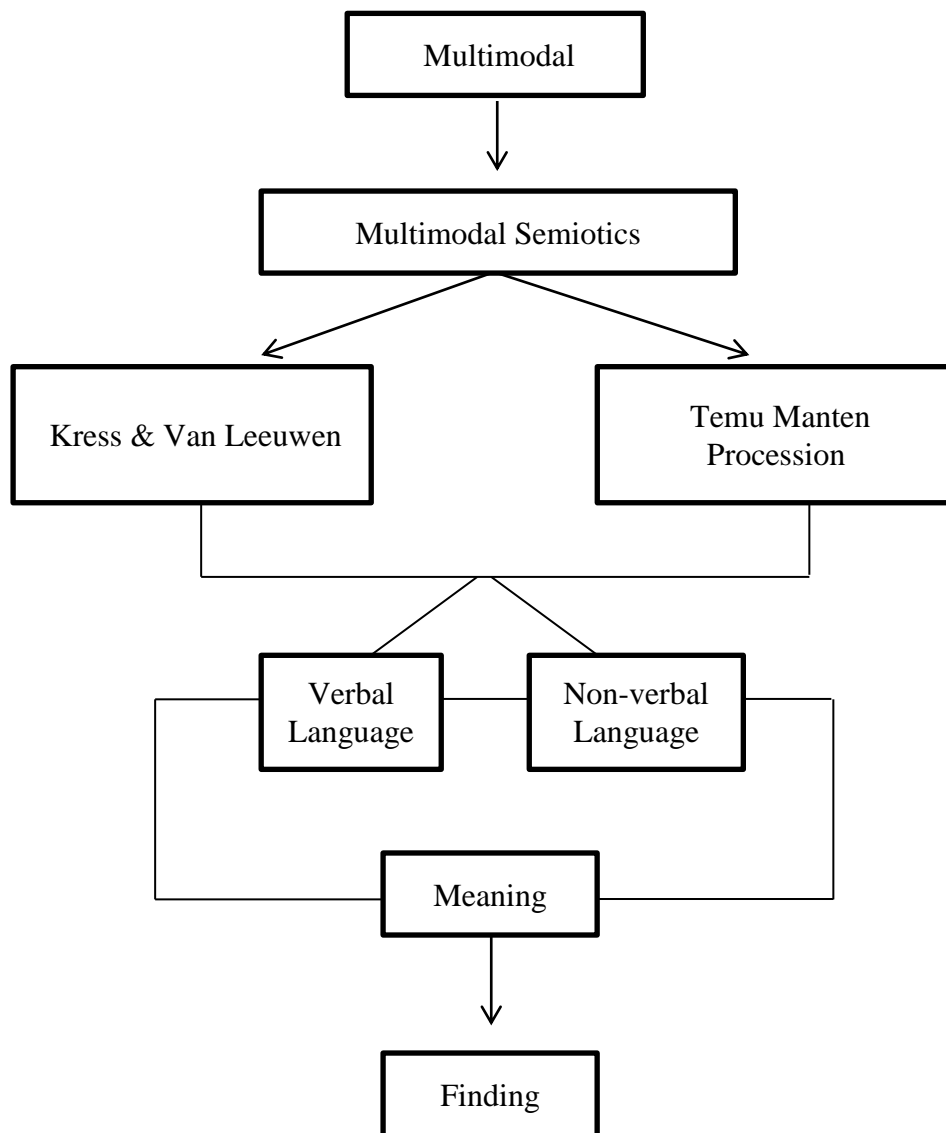 Multimodal
Multimodal Semiotics
Kress & Van Leeuwen
Temu Manten
Procession
Verbal
Language
Non-verbal
Language
Meaning
Finding